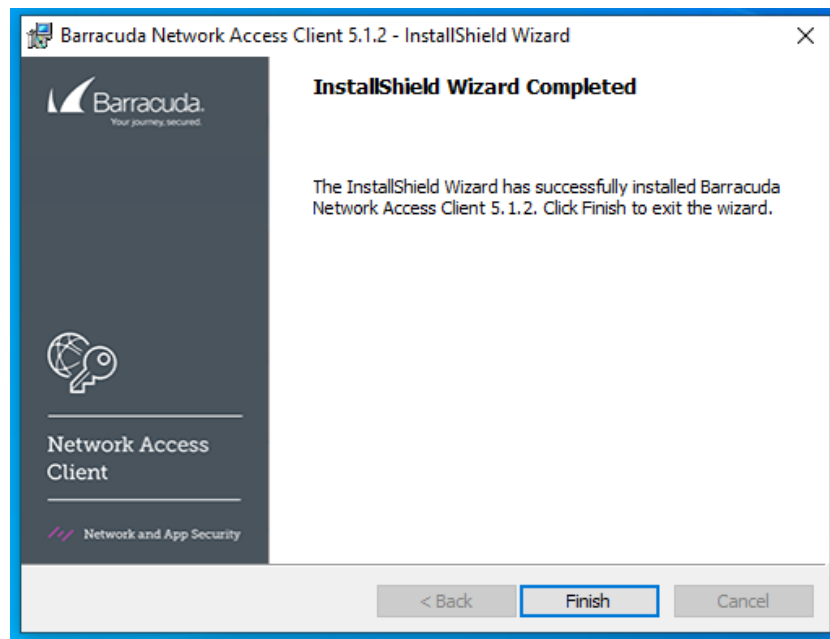 Barracuda Network Access Client 5.1.2 - InstallShield Wizard
Barracuda.
Your journey, secured.
InstallShield Wizard Completed
The InstallShield Wizard has successfully installed Barracuda
Network Access Client 5.1.2. Click Finish to exit the wizard.
Network Access
Client
Network and App Security
< Back
Finish
Cancel